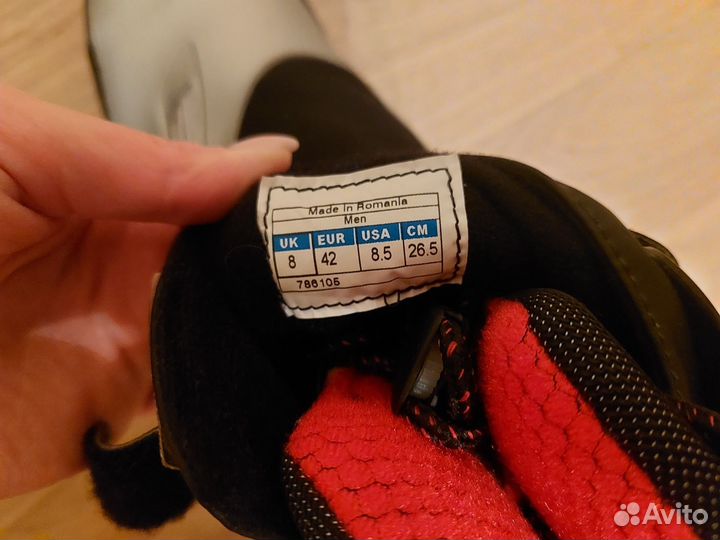 Made in Romania
Men
UK EUR USA CM
8 42 8.5 26.5
786105
Avito